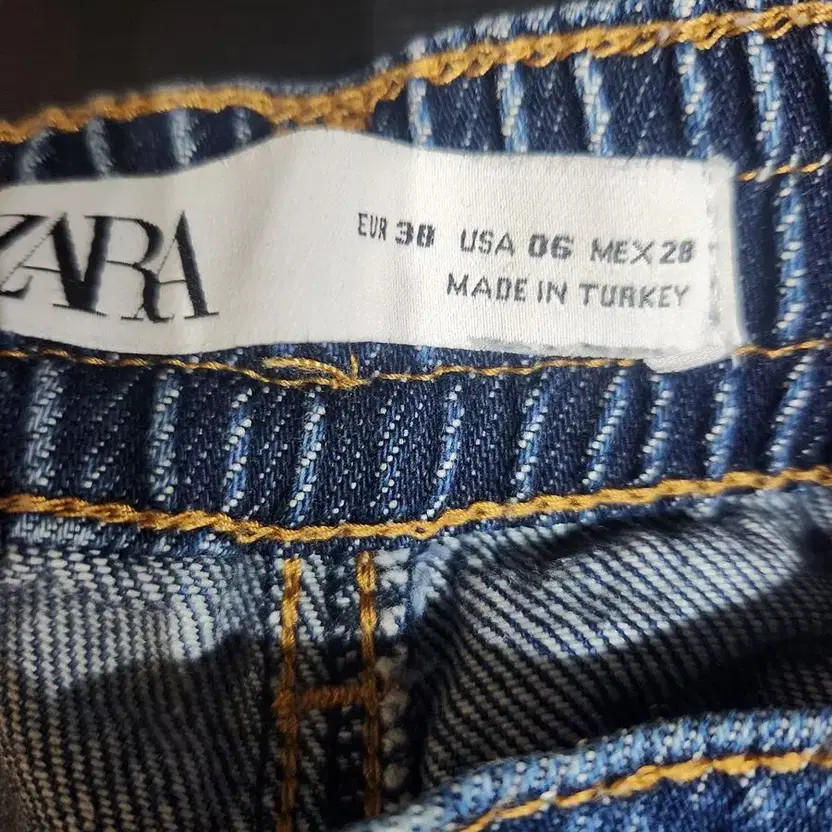 ZARA
EUR 38 USA 06 MEX 28
MADE IN TURKEY